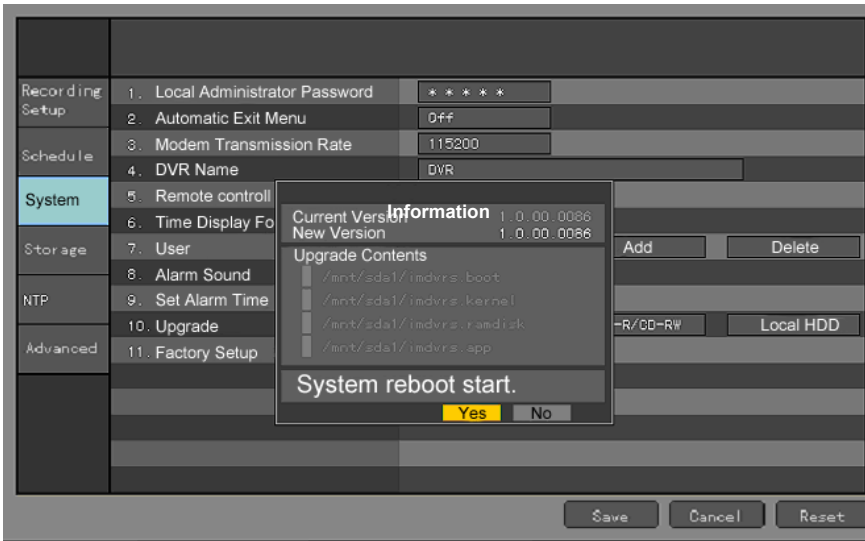 Recording Setup
Schedule
System
Storage
NTP
Advanced
1. Local Administrator Password * * * * *
2. Automatic Exit Menu Off
3. Modem Transmission Rate 115200
4. DVR Name DVR
5. Remote controll
6. Time Display Fo
7. User Add Delete
8. Alarm Sound
9. Set Alarm Time
10. Upgrade -R/CD-RW Local HDD
11. Factory Setup
Information
Current Version 1.0.00.0086
New Version 1.0.00.0086
Upgrade Contents
/mnt/sda1/imdvrs.boot
/mnt/sda1/imdvrs.kernel
/mnt/sda1/imdvrs.ramdisk
/mnt/sda1/imdvrs.app
System reboot start.
Yes No
Save Cancel Reset